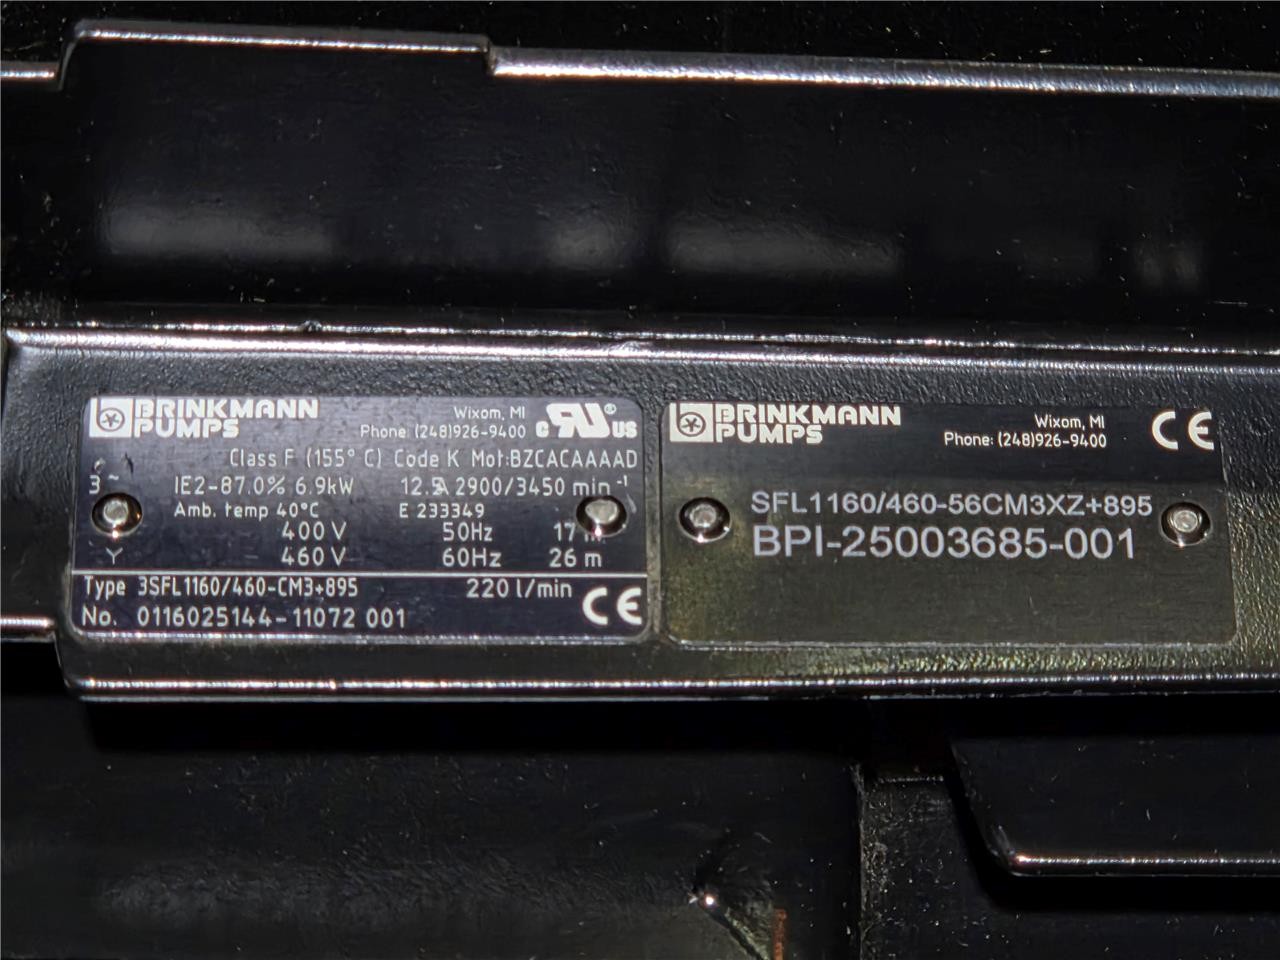 BRINKMANN
PUMPS
Wixom, MI
Phone: (248)926-9400
c RU® US
Class F (155° C) Code K Mot:BZCACAAAAD
3~ IE2-87.0% 6.9kW 12.5A 2900/3450 min⁻¹
Amb. temp 40°C E 233349
400 V 50Hz 17
Y 460 V 60Hz 26 m
Type 3SFL1160/460-CM3+895 220 l/min
No. 0116025144-11072 001
CE
BRINKMANN
PUMPS
Wixom, MI
Phone: (248)926-9400
CE
SFL1160/460-56CM3XZ+895
BPI-25003685-001